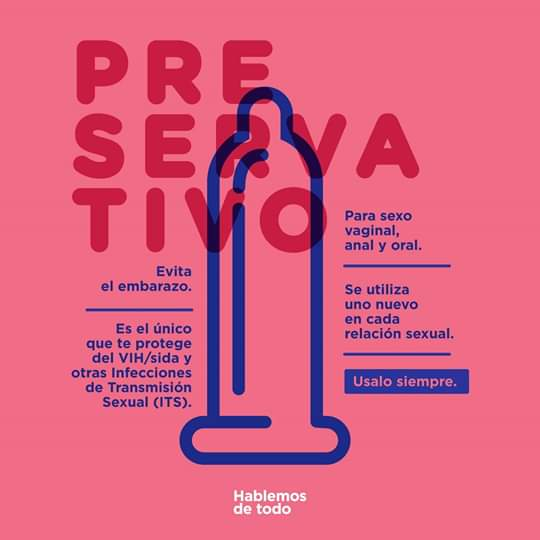 PRE
SERVA
TIVO
Evita
el embarazo.
Es el único
que te protege
del VIH/sida y
otras Infecciones
de Transmisión
Sexual (ITS).
Para sexo
vaginal,
anal y oral.
Se utiliza
uno nuevo
en cada
relación sexual.
Usalo siempre.
Hablemos
de todo